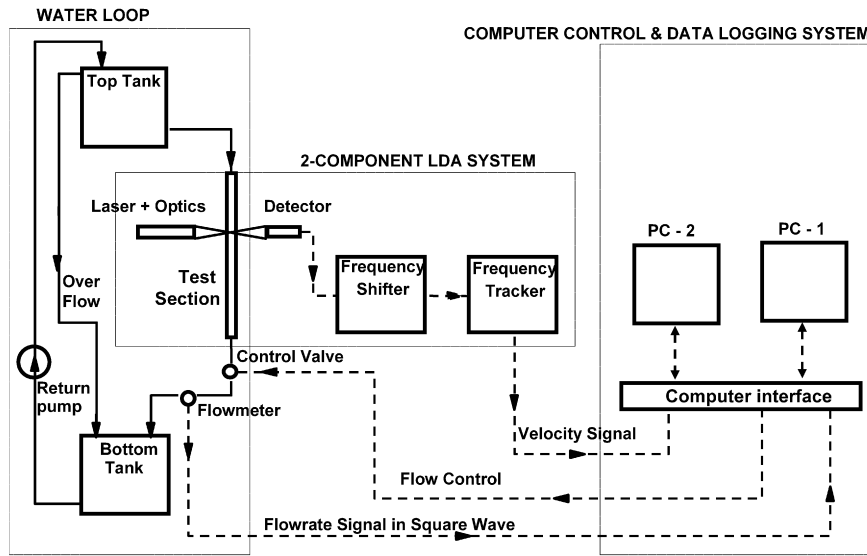 WATER LOOP
COMPUTER CONTROL & DATA LOGGING SYSTEM
Top Tank
2-COMPONENT LDA SYSTEM
Laser + Optics
Detector
PC - 2
PC - 1
Test
Section
Frequency
Shifter
Frequency
Tracker
Over
Flow
Control Valve
Return
pump
Flowmeter
Computer interface
Bottom
Tank
Velocity Signal
Flow Control
Flowrate Signal in Square Wave